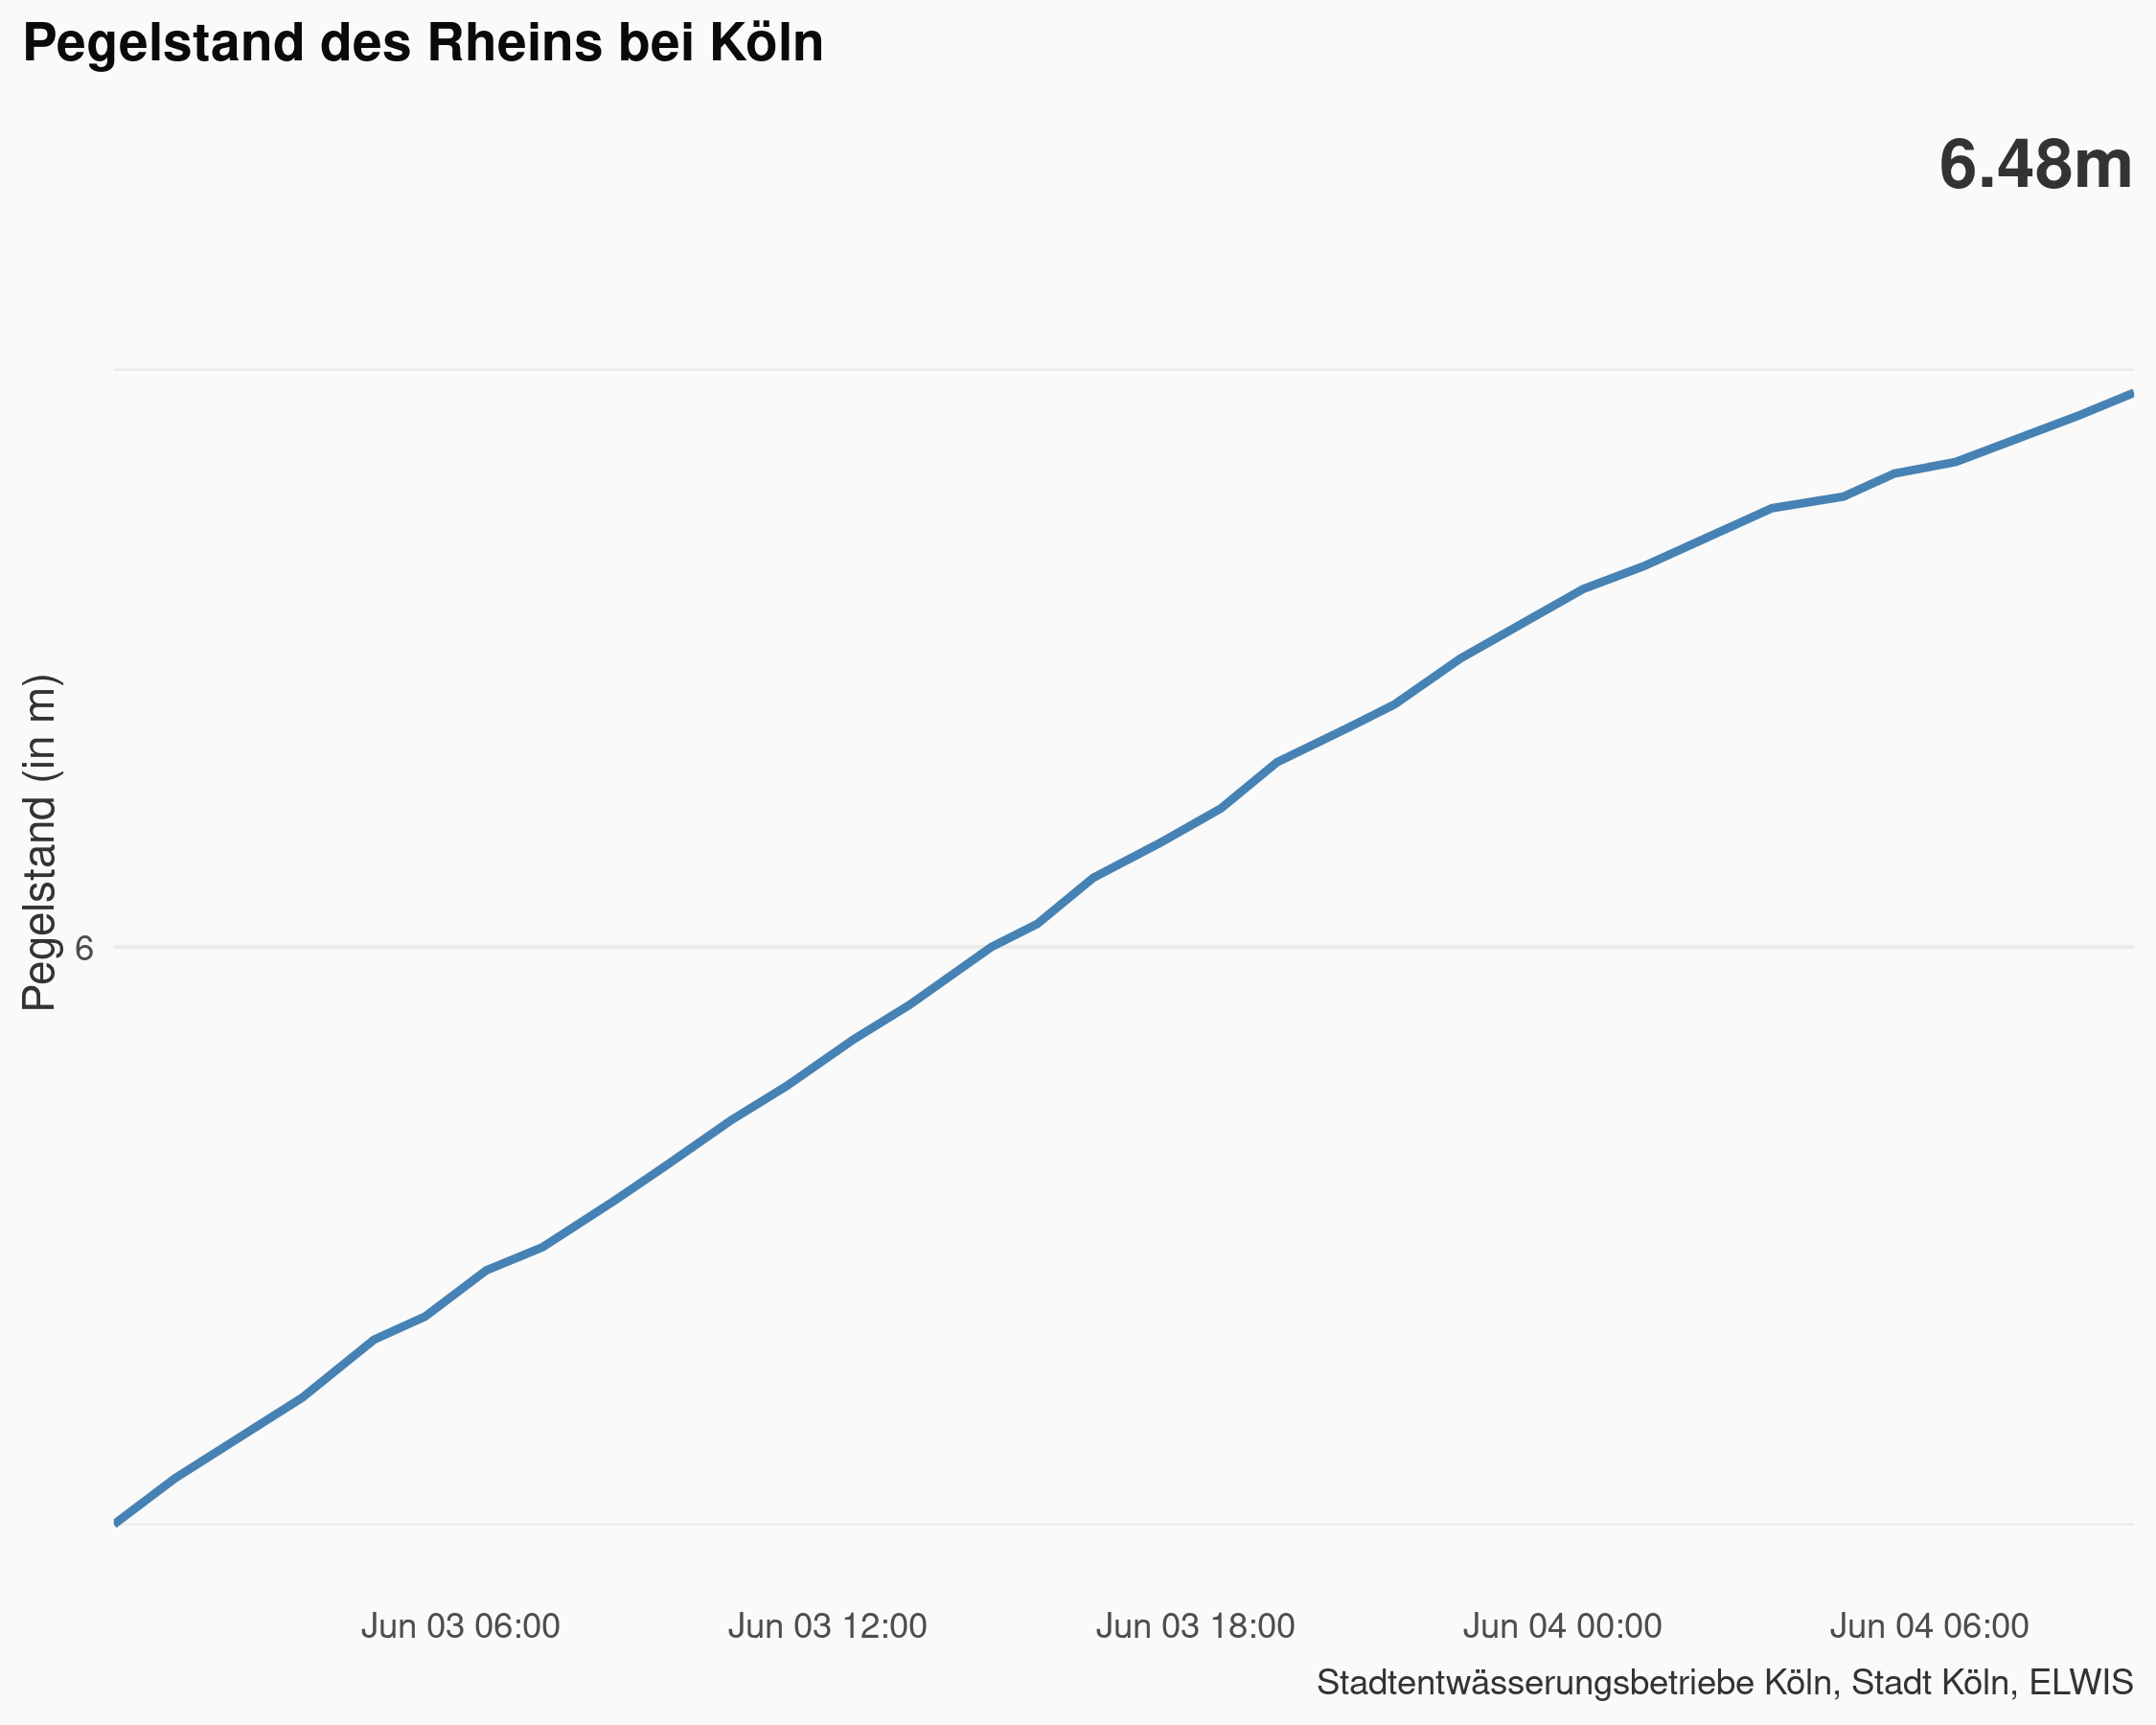 Pegelstand des Rheins bei Köln
6.48m
Pegelstand (in m)
6
Jun 03 06:00
Jun 03 12:00
Jun 03 18:00
Jun 04 00:00
Jun 04 06:00
Stadtentwässerungsbetriebe Köln, Stadt Köln, ELWIS